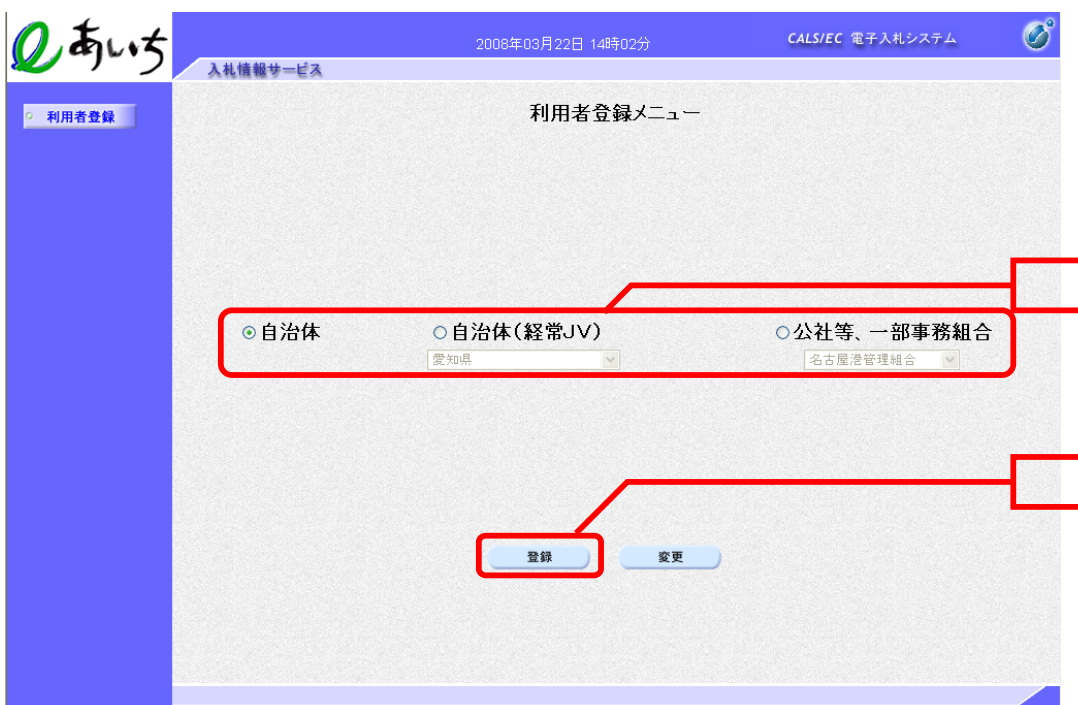 あいち
2008年03月22日 14時02分
CALS/EC 電子入札システム
入札情報サービス
利用者登録
利用者登録メニュー
自治体
自治体(経常JV)
公社等、一部事務組合
愛知県
名古屋港管理組合
登録
変更